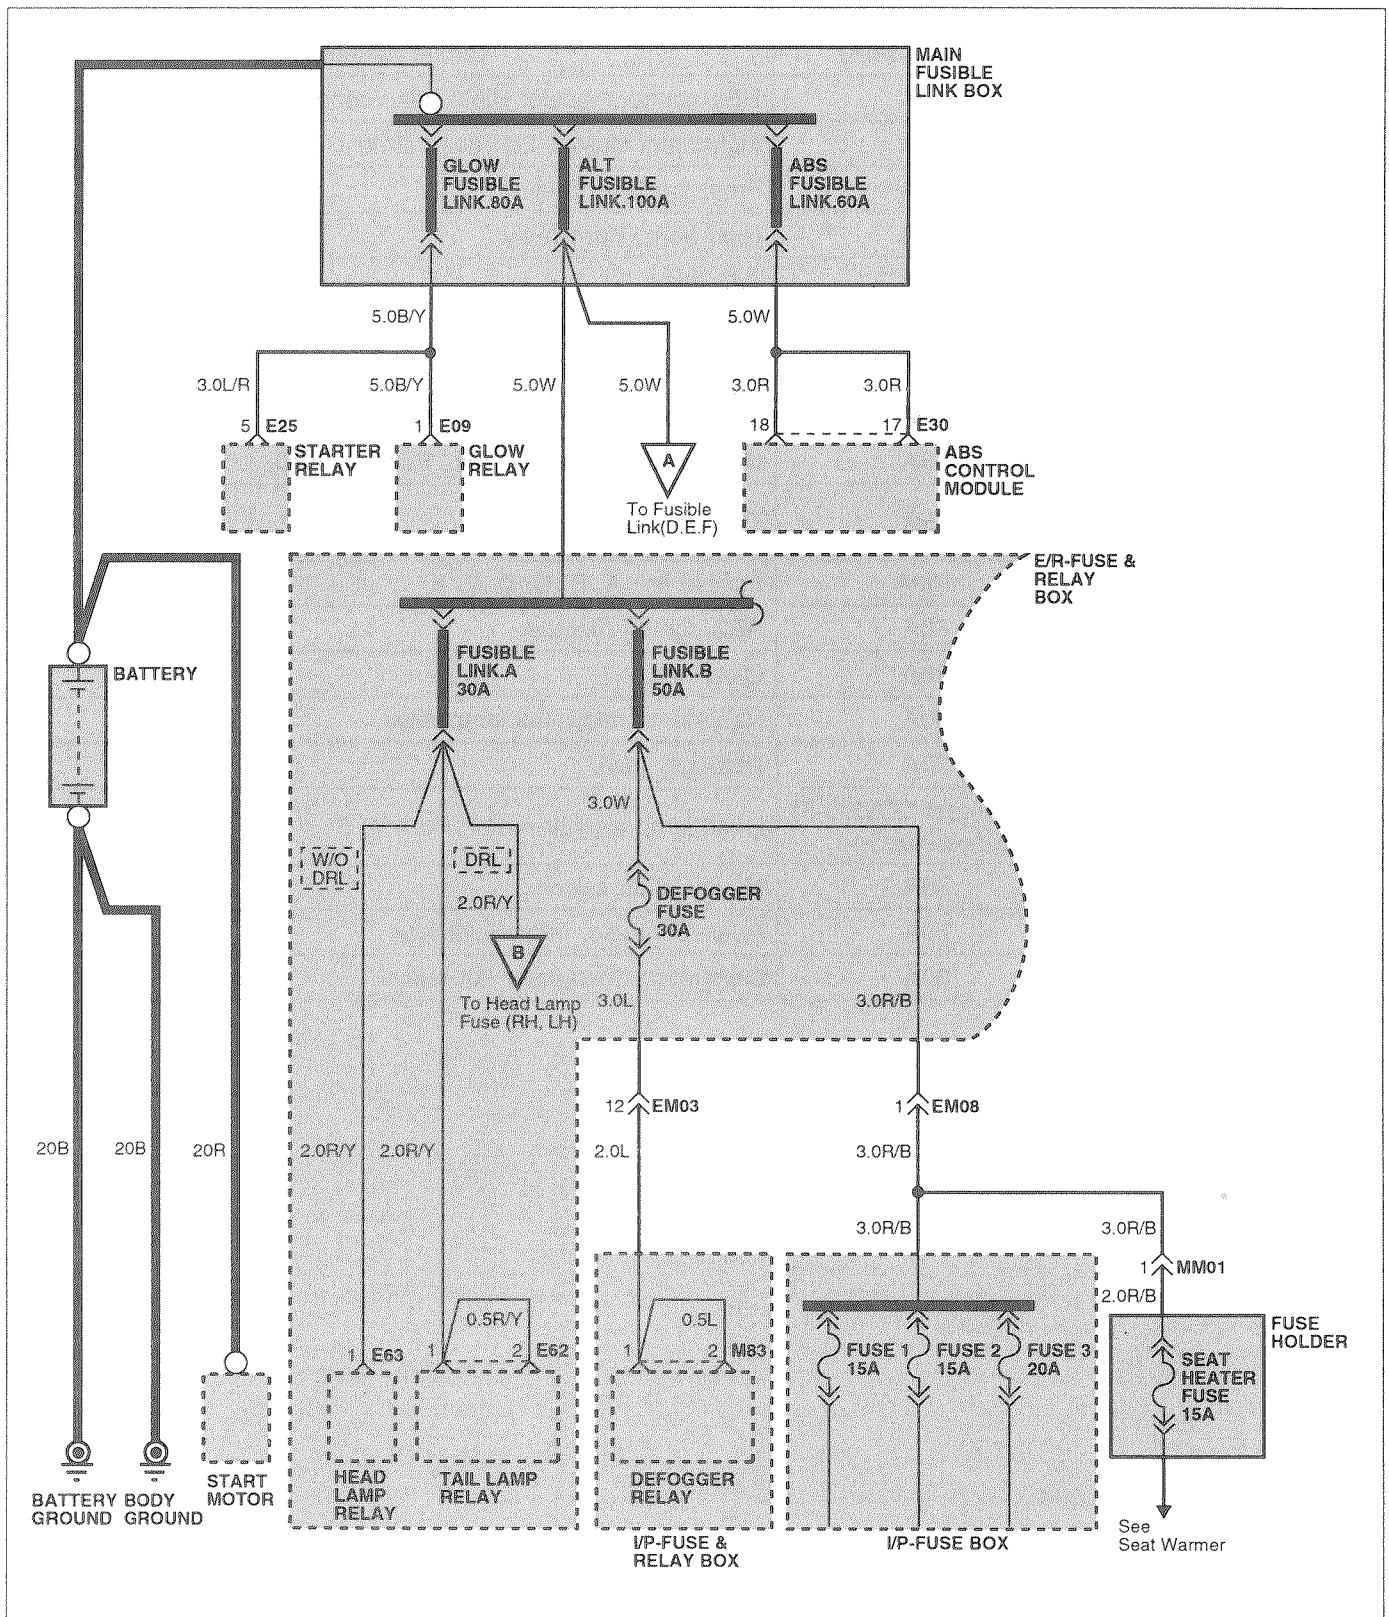 MAIN
FUSIBLE
LINK BOX
GLOW
FUSIBLE
LINK.80A
ALT
FUSIBLE
LINK.100A
ABS
FUSIBLE
LINK.60A
5.0B/Y
5.0W
3.0L/R
5.0B/Y
5.0W
5.0W
3.0R
3.0R
5 E25
1 E09
18
17 E30
STARTER
RELAY
GLOW
RELAY
A
To Fusible
Link(D.E.F)
ABS
CONTROL
MODULE
E/R-FUSE &
RELAY
BOX
BATTERY
FUSIBLE
LINK.A
30A
FUSIBLE
LINK.B
50A
3.0W
W/O
DRL
DRL
2.0R/Y
DEFOGGER
FUSE
30A
B
To Head Lamp
Fuse (RH, LH)
3.0L
3.0R/B
12 EM03
1 EM08
20B
20B
20R
2.0R/Y
2.0R/Y
2.0L
3.0R/B
3.0R/B
3.0R/B
1 MM01
2.0R/B
0.5R/Y
0.5L
1 E63
1
2 E62
1
2 M83
FUSE 1
15A
FUSE 2
15A
FUSE 3
20A
FUSE
HOLDER
SEAT
HEATER
FUSE
15A
BATTERY
GROUND
BODY
GROUND
START
MOTOR
HEAD
LAMP
RELAY
TAIL LAMP
RELAY
DEFOGGER
RELAY
I/P-FUSE &
RELAY BOX
I/P-FUSE BOX
See
Seat Warmer